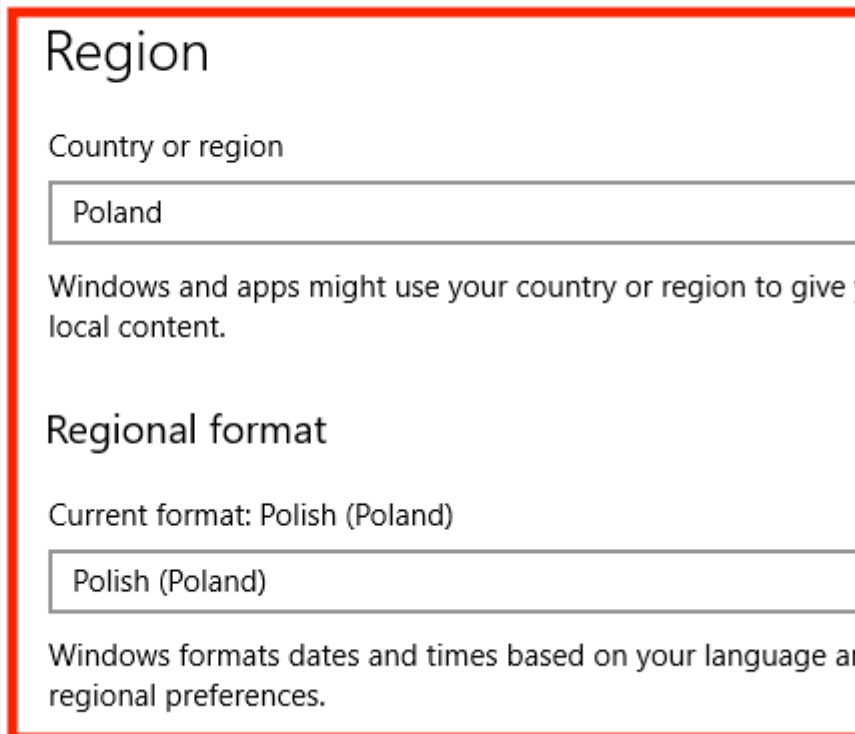 Region
Country or region
Poland
Windows and apps might use your country or region to give
local content.
Regional format
Current format: Polish (Poland)
Polish (Poland)
Windows formats dates and times based on your language
regional preferences.